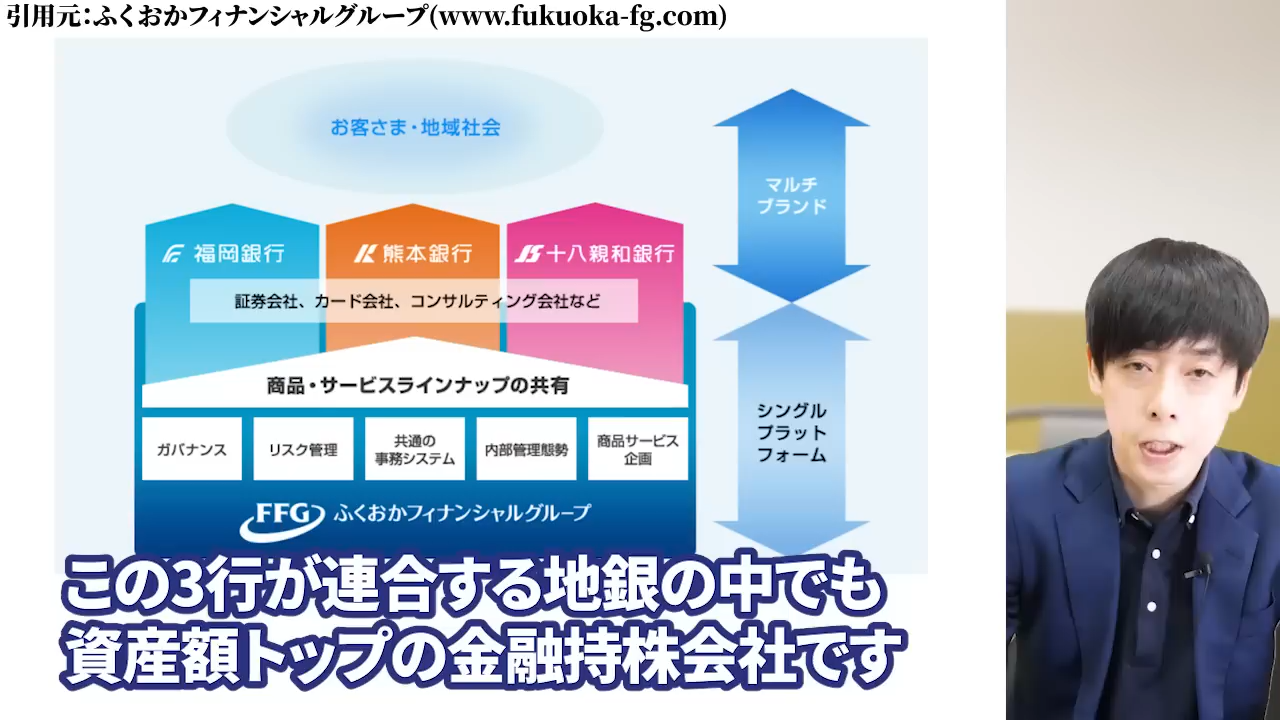 引用元：ふくおかフィナンシャルグループ(www.fukuoka-fg.com)
お客さま・地域社会
マルチ
ブランド
福岡銀行
熊本銀行
十八親和銀行
証券会社、カード会社、コンサルティング会社など
商品・サービスラインナップの共有
ガバナンス
リスク管理
共通の
事務システム
内部管理態勢
商品サービス
企画
シングル
プラット
フォーム
FFG ふくおかフィナンシャルグループ
この3行が連合する地銀の中でも
資産額トップの金融持株会社です